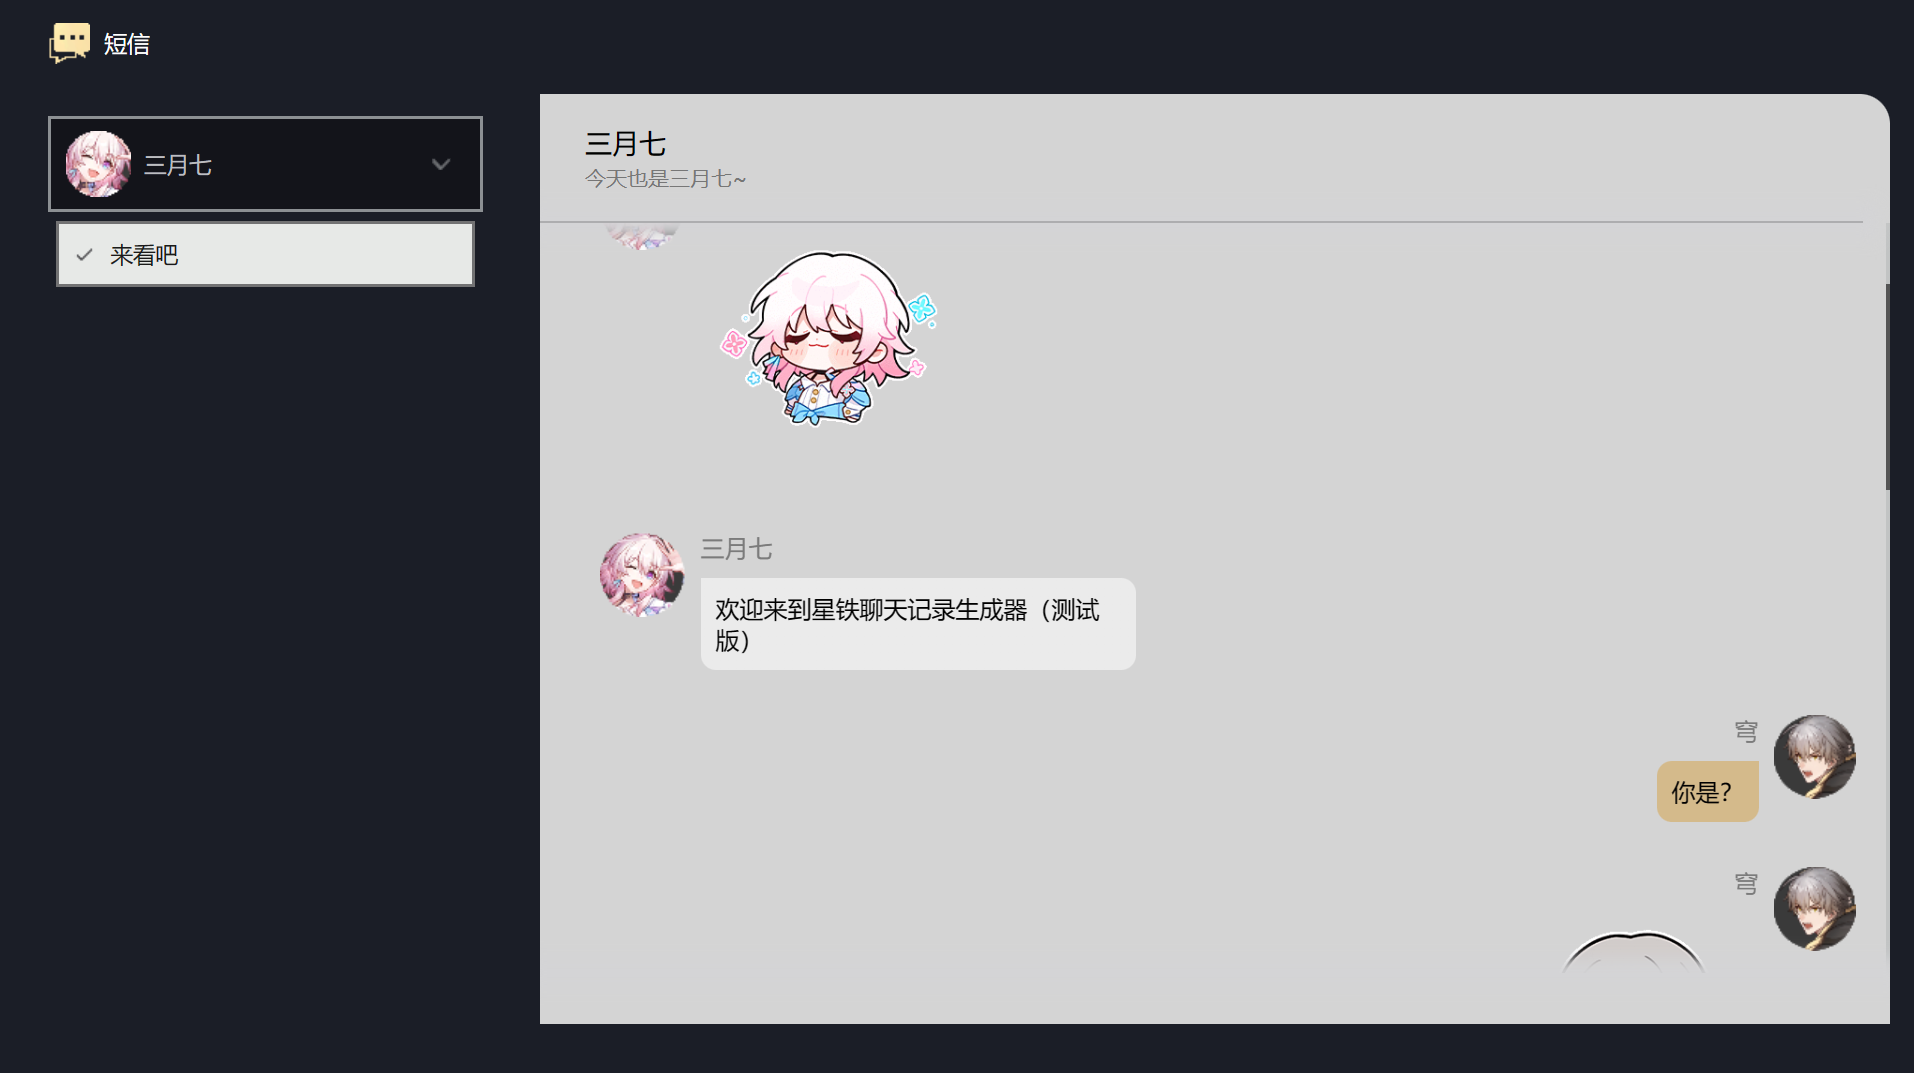 短信
三月七
来看吧
三月七
今天也是三月七~
三月七
欢迎来到星铁聊天记录生成器（测试
版）
穹
你是？
穹